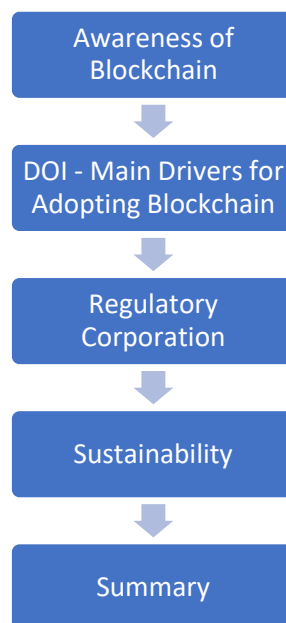 Awareness of
Blockchain
DOI - Main Drivers for
Adopting Blockchain
Regulatory
Corporation
Sustainability
Summary